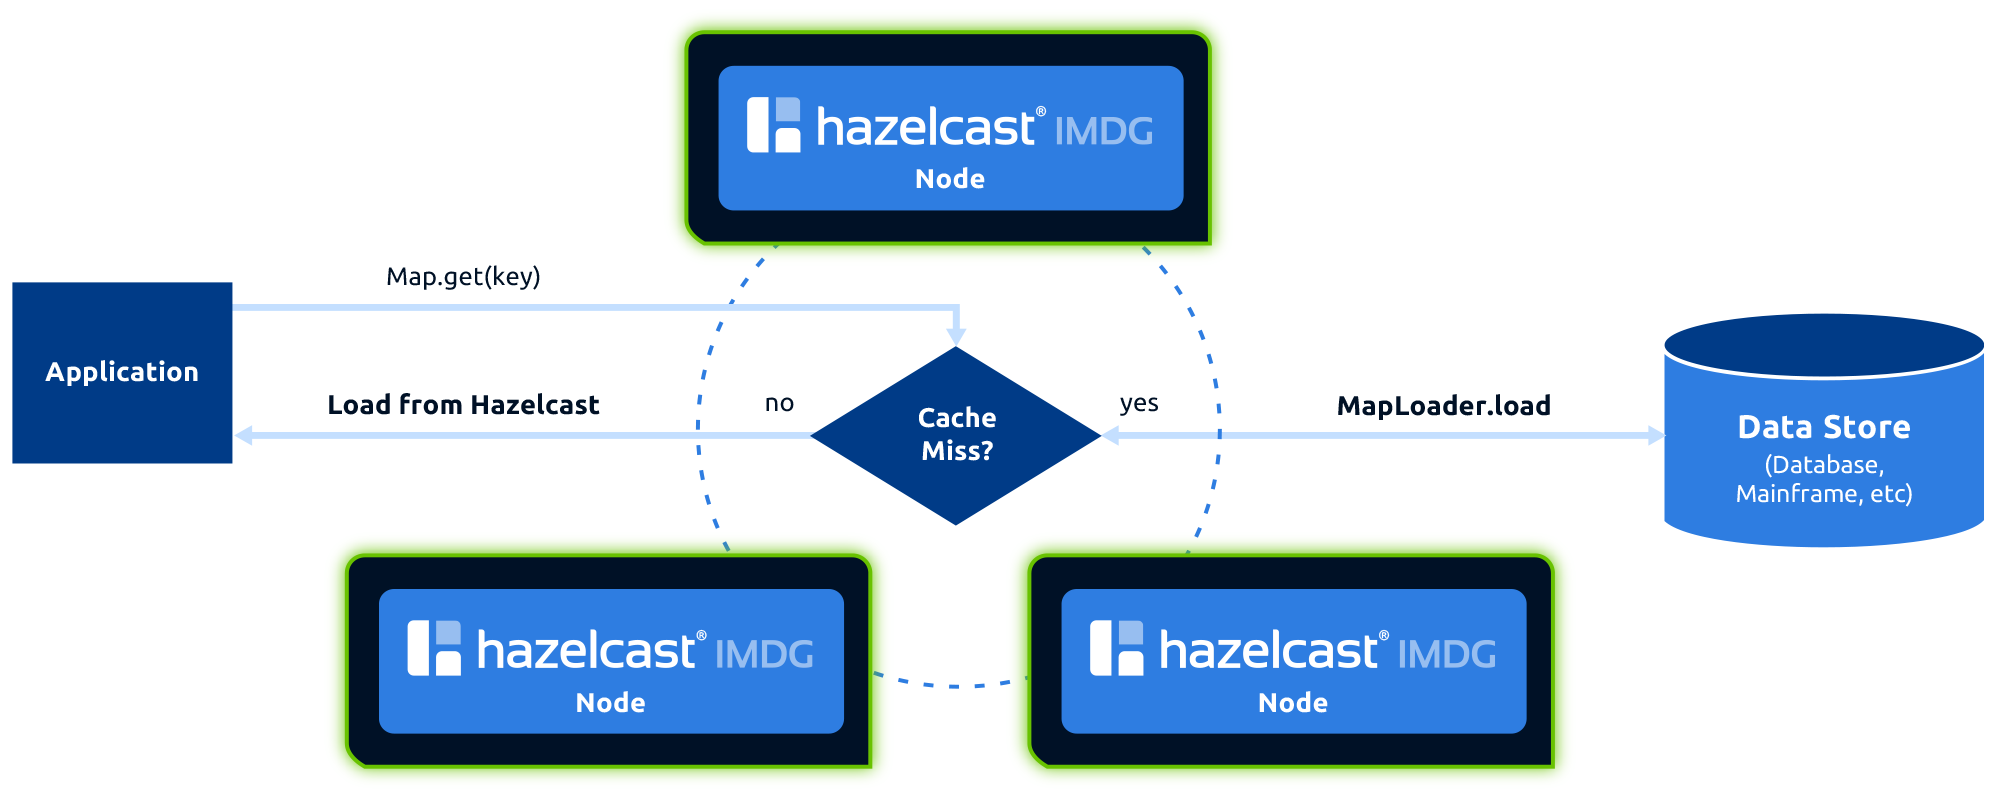 hazelcast® IMDG
Node
Map.get(key)
Application
Load from Hazelcast
no
Cache
Miss?
yes
MapLoader.load
Data Store
(Database,
Mainframe, etc)
hazelcast® IMDG
Node
hazelcast® IMDG
Node